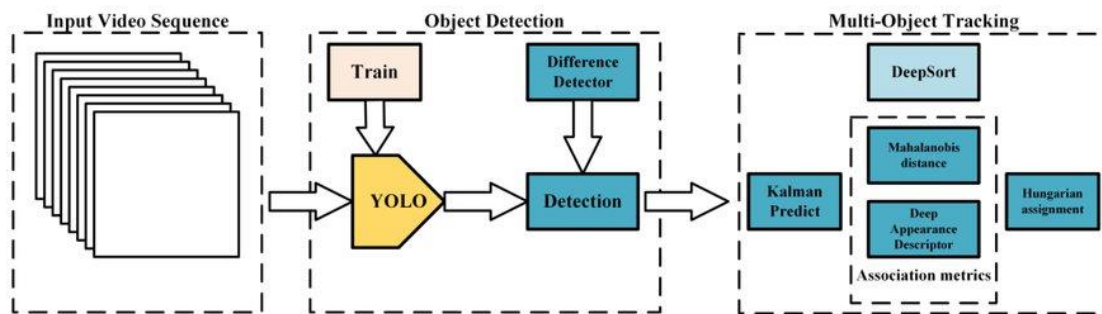 Input Video Sequence
Object Detection
Multi-Object Tracking
Train
Difference
Detector
YOLO
Detection
DeepSort
Kalman
Predict
Mahalanobis
distance
Deep
Appearance
Descriptor
Association metrics
Hungarian
assignment